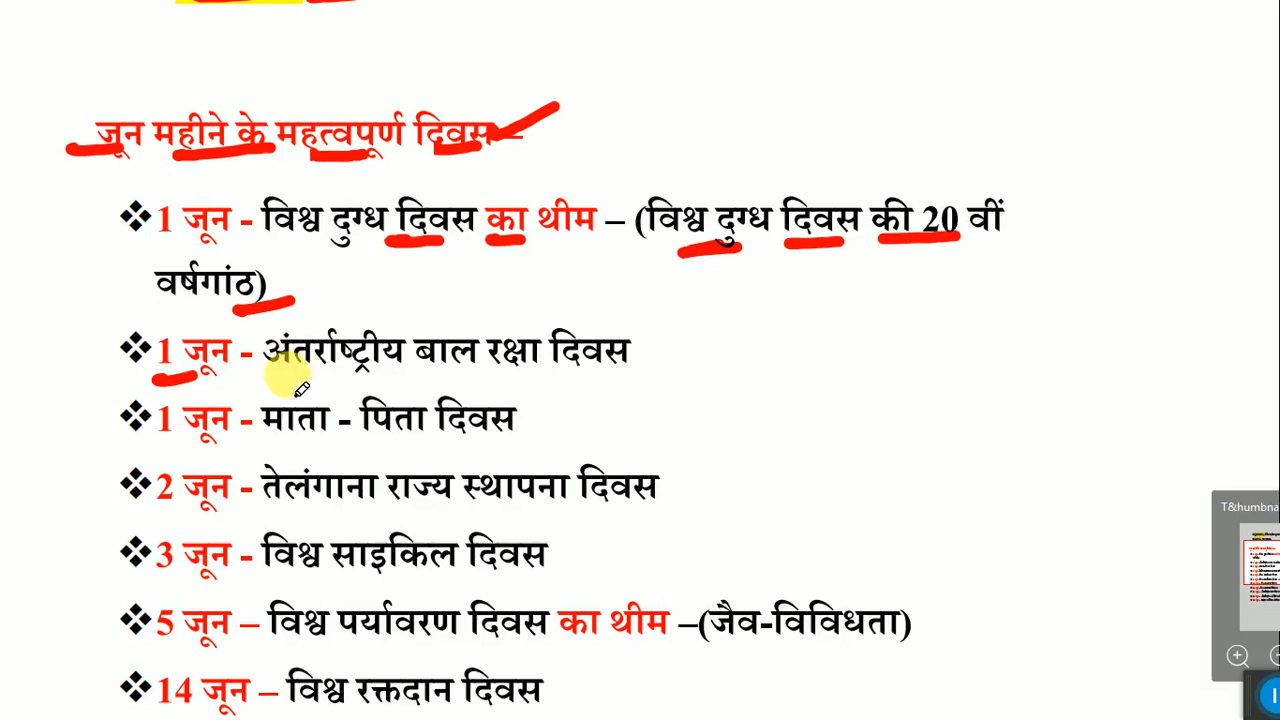 जून महीने के महत्वपूर्ण दिवस –
❖ 1 जून - विश्व दुग्ध दिवस का थीम – (विश्व दुग्ध दिवस की 20 वीं
वर्षगांठ)
❖ 1 जून - अंतर्राष्ट्रीय बाल रक्षा दिवस
❖ 1 जून - माता - पिता दिवस
❖ 2 जून - तेलंगाना राज्य स्थापना दिवस
❖ 3 जून - विश्व साइकिल दिवस
❖ 5 जून – विश्व पर्यावरण दिवस का थीम –(जैव-विविधता)
❖ 14 जून – विश्व रक्तदान दिवस
T&humbna